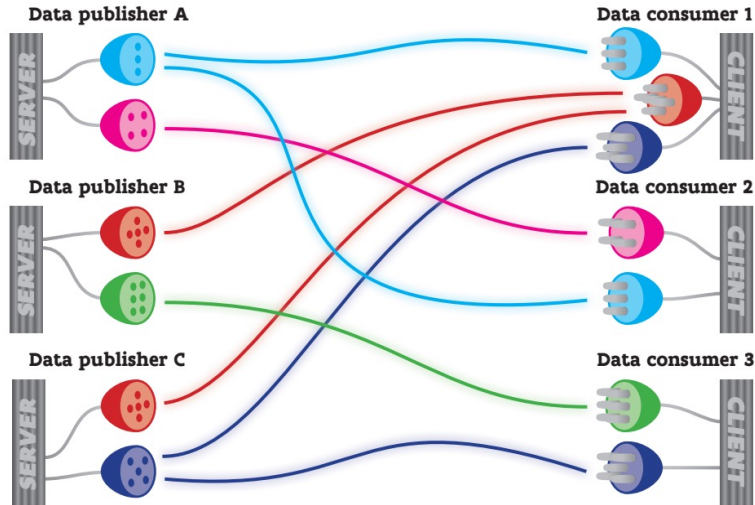 Data publisher A
Data consumer 1
SERVER
CLIENT
Data publisher B
Data consumer 2
SERVER
CLIENT
Data publisher C
Data consumer 3
SERVER
CLIENT